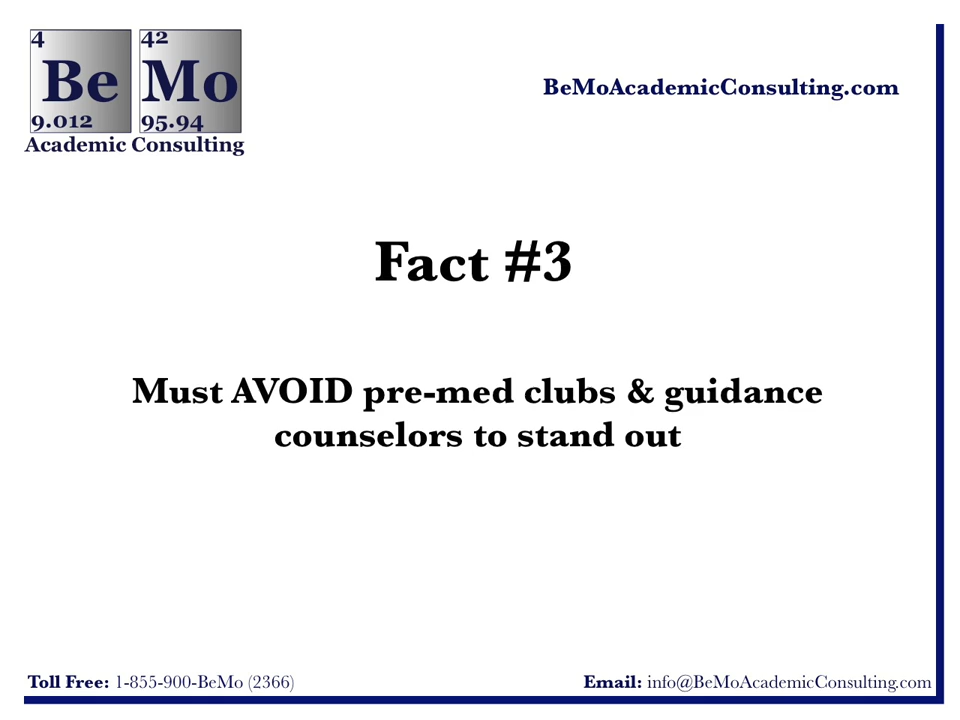 4 42
Be Mo
9.012 95.94
Academic Consulting
BeMoAcademicConsulting.com
Fact #3
Must AVOID pre-med clubs & guidance
counselors to stand out
Toll Free: 1-855-900-BeMo (2366)
Email: info@BeMoAcademicConsulting.com